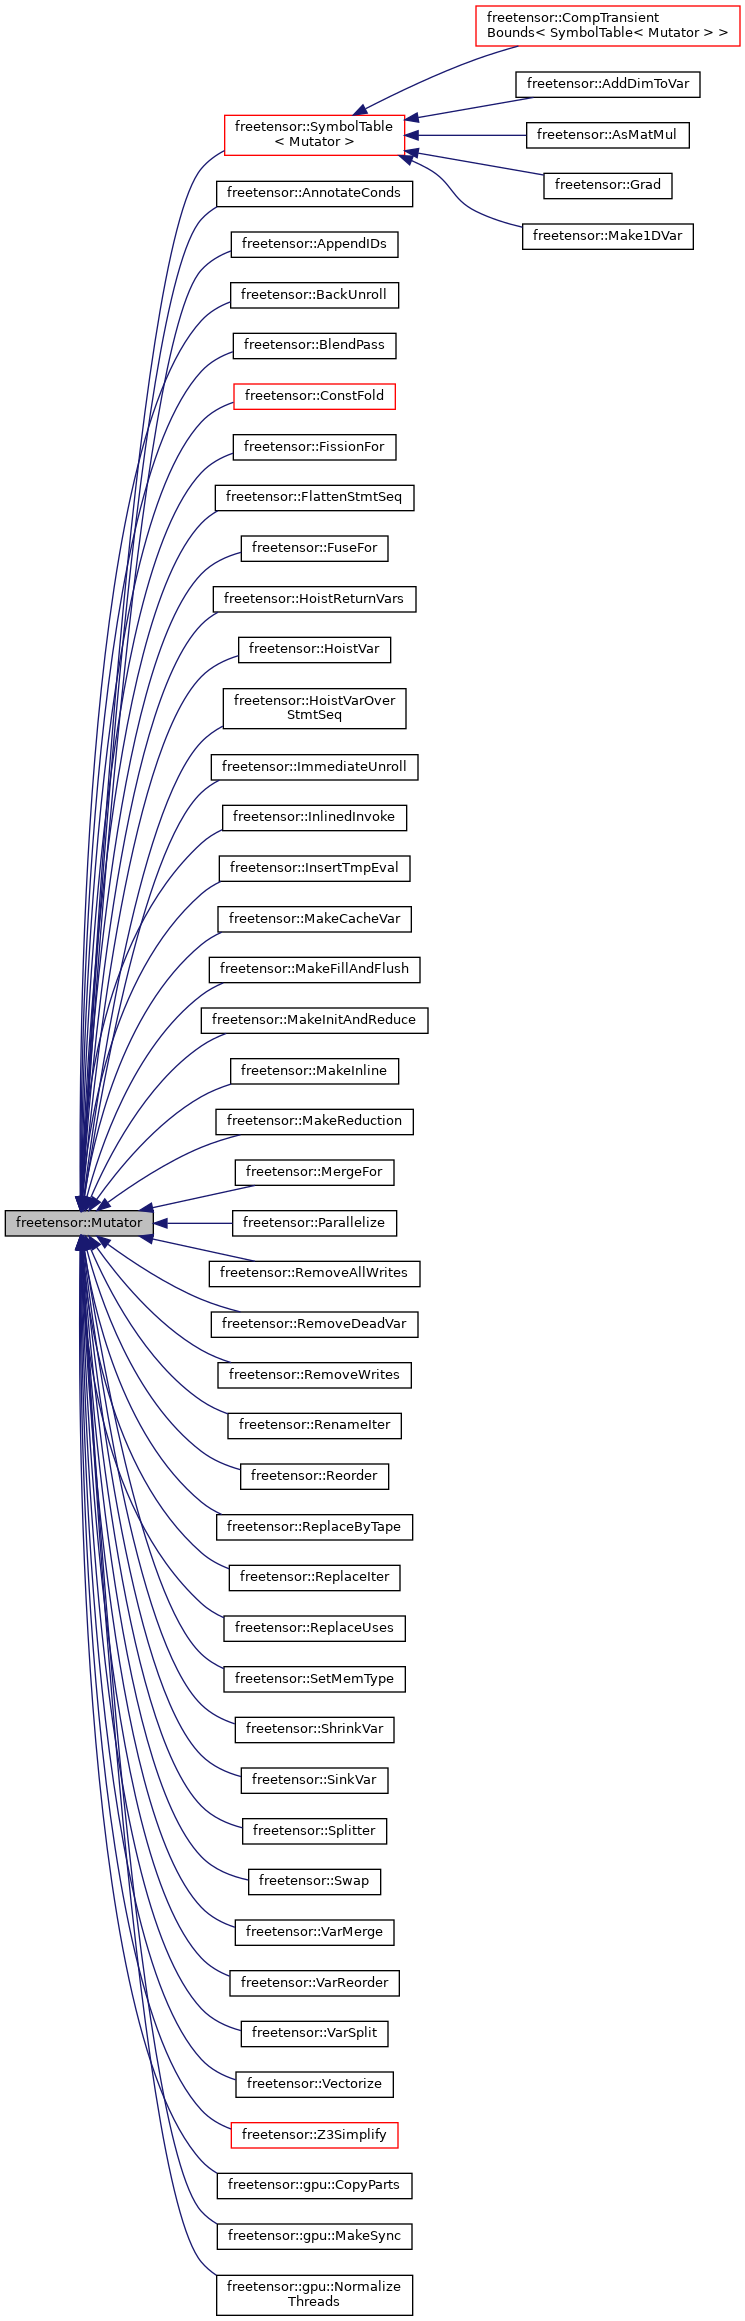 freetensor::CompTransient
Bounds< SymbolTable< Mutator > >
freetensor::AddDimToVar
freetensor::SymbolTable
< Mutator >
freetensor::AsMatMul
freetensor::Grad
freetensor::AnnotateConds
freetensor::Make1DVar
freetensor::AppendIDs
freetensor::BackUnroll
freetensor::BlendPass
freetensor::ConstFold
freetensor::FissionFor
freetensor::FlattenStmtSeq
freetensor::FuseFor
freetensor::HoistReturnVars
freetensor::HoistVar
freetensor::HoistVarOver
StmtSeq
freetensor::ImmediateUnroll
freetensor::InlinedInvoke
freetensor::InsertTmpEval
freetensor::MakeCacheVar
freetensor::MakeFillAndFlush
freetensor::MakeInitAndReduce
freetensor::MakeInline
freetensor::MakeReduction
freetensor::MergeFor
freetensor::Mutator
freetensor::Parallelize
freetensor::RemoveAllWrites
freetensor::RemoveDeadVar
freetensor::RemoveWrites
freetensor::RenameIter
freetensor::Reorder
freetensor::ReplaceByTape
freetensor::ReplaceIter
freetensor::ReplaceUses
freetensor::SetMemType
freetensor::ShrinkVar
freetensor::SinkVar
freetensor::Splitter
freetensor::Swap
freetensor::VarMerge
freetensor::VarReorder
freetensor::VarSplit
freetensor::Vectorize
freetensor::Z3Simplify
freetensor::gpu::CopyParts
freetensor::gpu::MakeSync
freetensor::gpu::Normalize
Threads